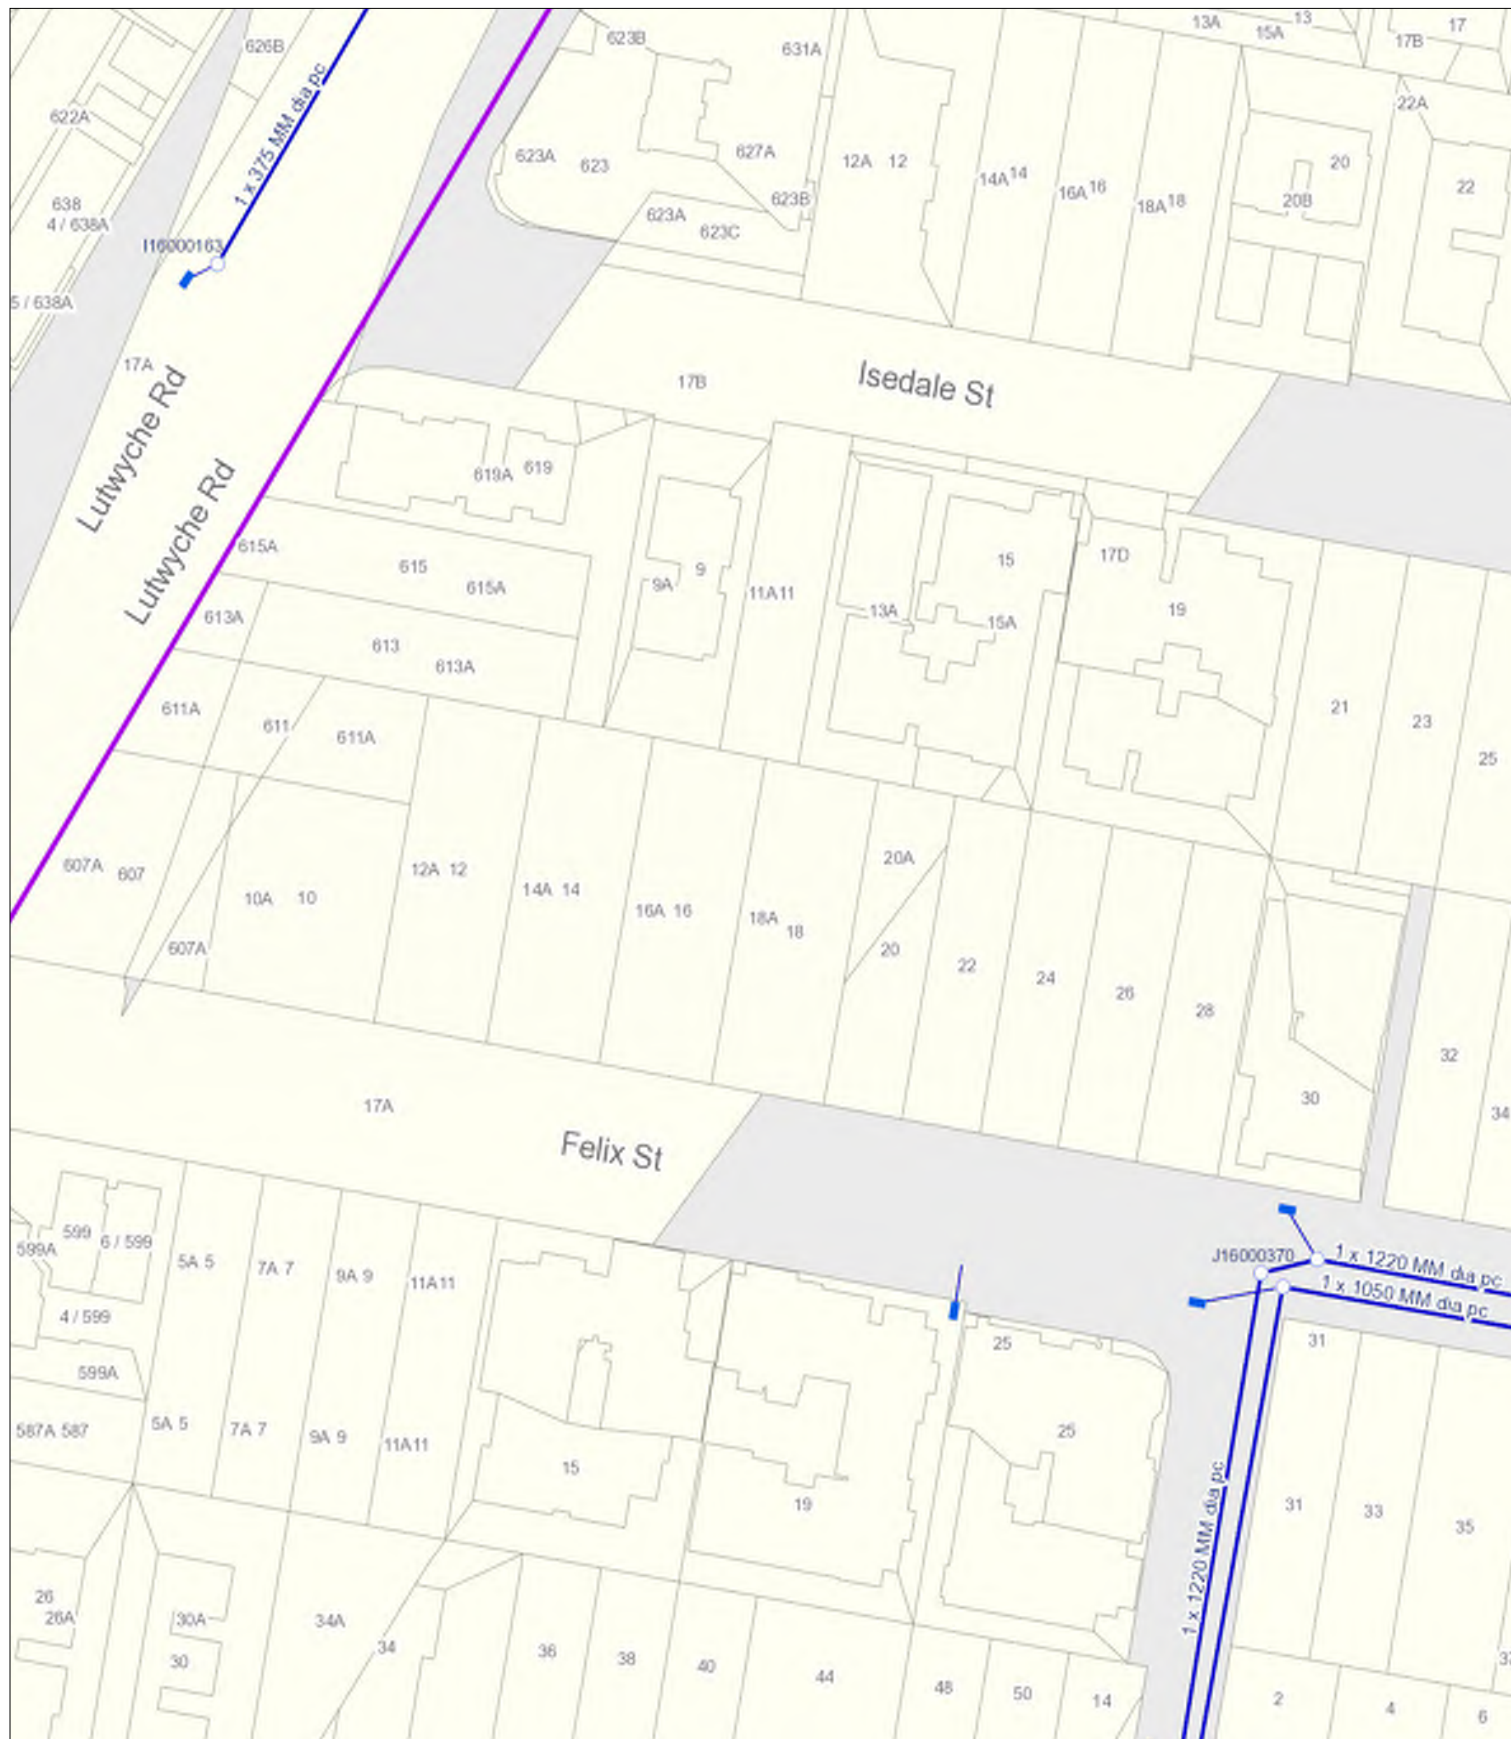 623B
13A
13
15A
17
17B
626B
631A
1 x 375 MM dia pc
22A
622A
623A
623
627A
12A 12
20
14A 14
16A 16
18A 18
20B
22
638
4 / 638A
623B
623A
623C
I16000163
5 / 638A
17A
17B
Isedale St
Lutwyche Rd
619A
619
Lutwyche Rd
615A
615
615A
9A
9
11A 11
15
17D
13A
15A
19
613A
613
613A
611A
611
611A
21
23
25
607A 607
10A 10
12A 12
14A 14
16A 16
18A
18
20A
20
22
24
26
28
607A
32
30
34
17A
Felix St
599A
599
6 / 599
5A 5
7A 7
9A 9
11A 11
J16000370
1 x 1220 MM dia pc
1 x 1050 MM dia pc
4 / 599
25
31
599A
587A 587
5A 5
7A 7
9A 9
11A 11
15
19
25
1 x 1220 MM dia pc
31
33
35
26
26A
30A
30
34A
34
36
38
40
44
48
50
14
2
4
6